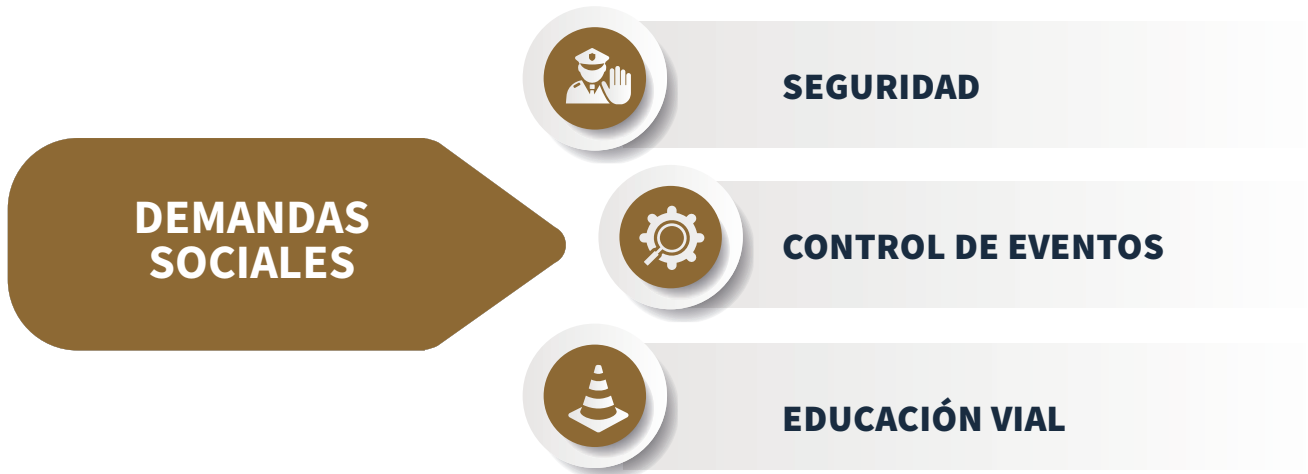 DEMANDAS
SOCIALES
SEGURIDAD
CONTROL DE EVENTOS
EDUCACIÓN VIAL